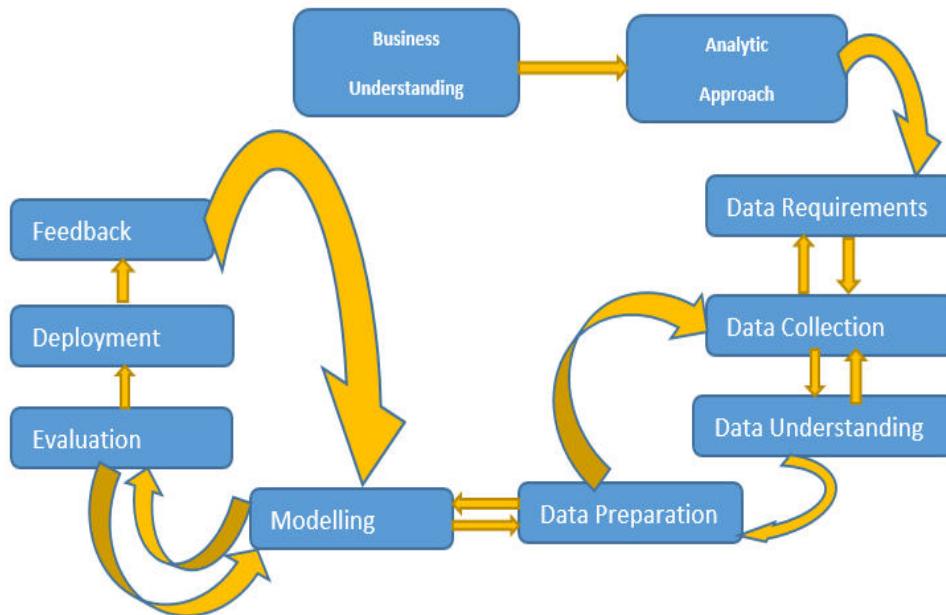 Business
Understanding
Analytic
Approach
Data Requirements
Feedback
Data Collection
Deployment
Data Understanding
Evaluation
Modelling
Data Preparation